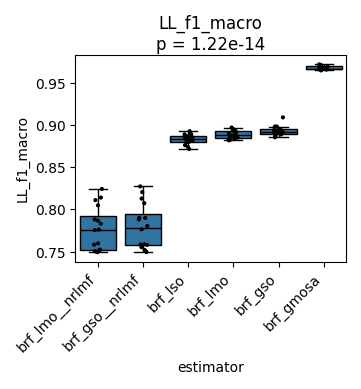 LL_f1_macro
p = 1.22e-14
LL_f1_macro
0.95
0.90
0.85
0.80
0.75
brf_lmo__nrlmf
brf_gso__nrlmf
brf_lso
brf_lmo
brf_gso
brf_gmosa
estimator